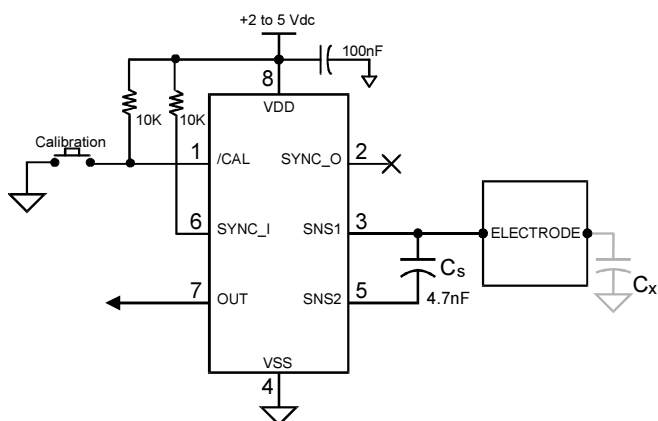 +2 to 5 Vdc
100nF
8
VDD
10K
10K
Calibration
1
/CAL
SYNC_O
2
6
SYNC_I
SNS1
3
ELECTRODE
Cs
4.7nF
Cx
7
OUT
SNS2
5
VSS
4